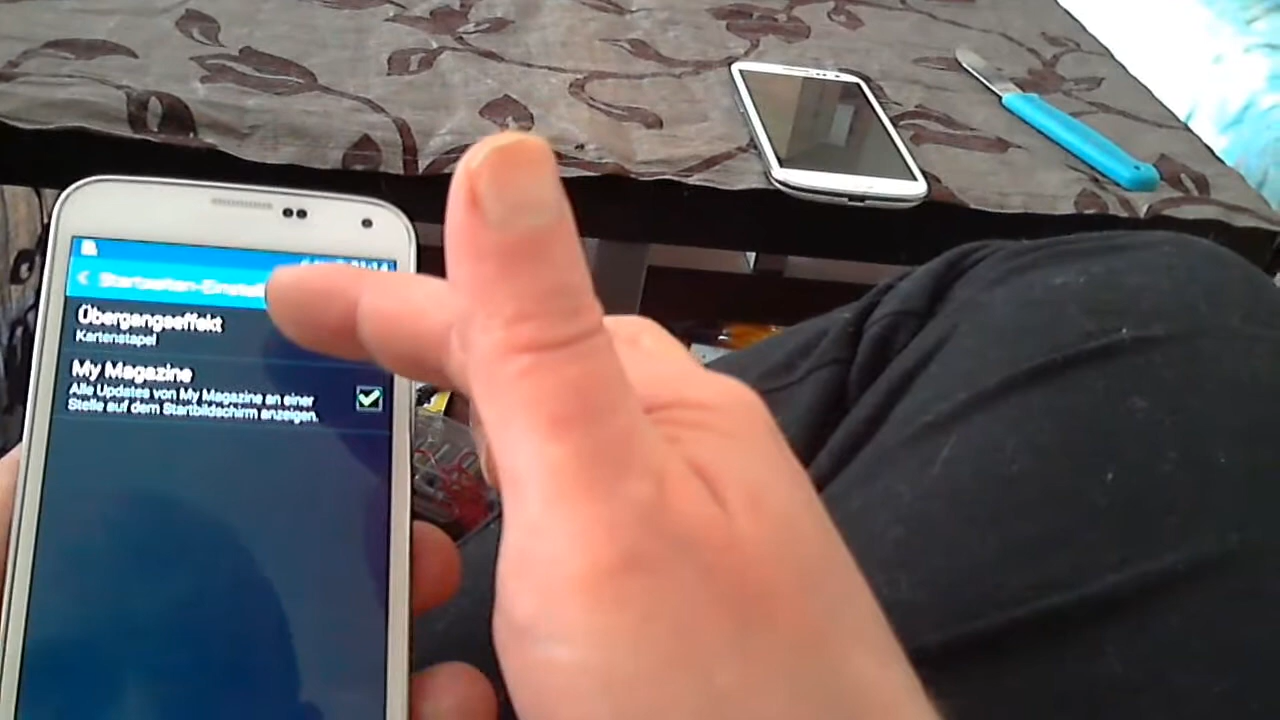 Übergangseffekt
Kartenstapel
My Magazine
Alle Updates von My Magazine an einer
Stelle auf dem Startbildschirm anzeigen.